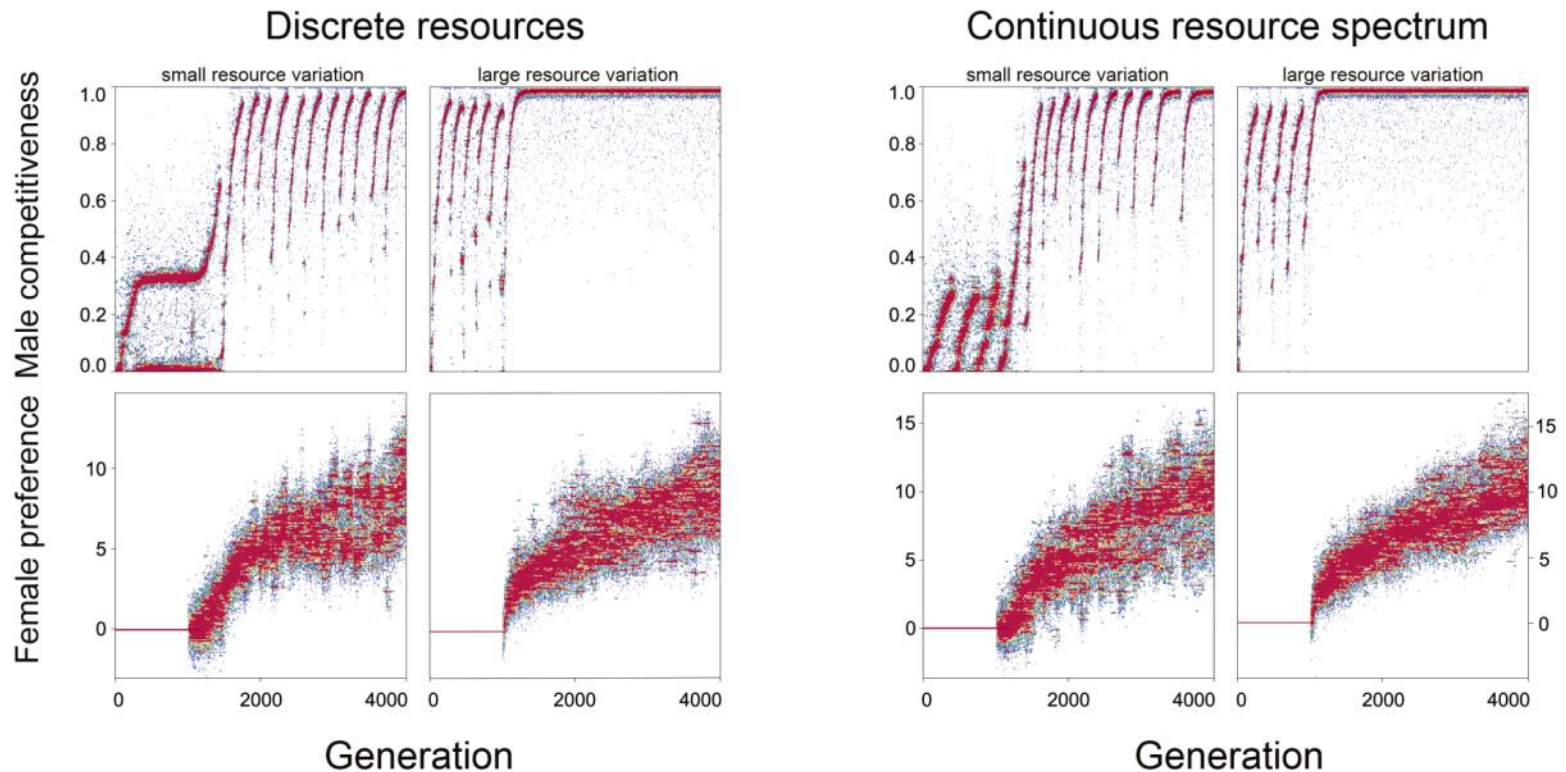 Discrete resources
Continuous resource spectrum
small resource variation
large resource variation
small resource variation
large resource variation
Male competitiveness
1.0
0.8
0.6
0.4
0.2
0.0
1.0
0.8
0.6
0.4
0.2
0.0
Female preference
10
5
0
15
10
5
0
15
10
5
0
0 2000 4000
0 2000 4000
0 2000 4000
0 2000 4000
Generation
Generation